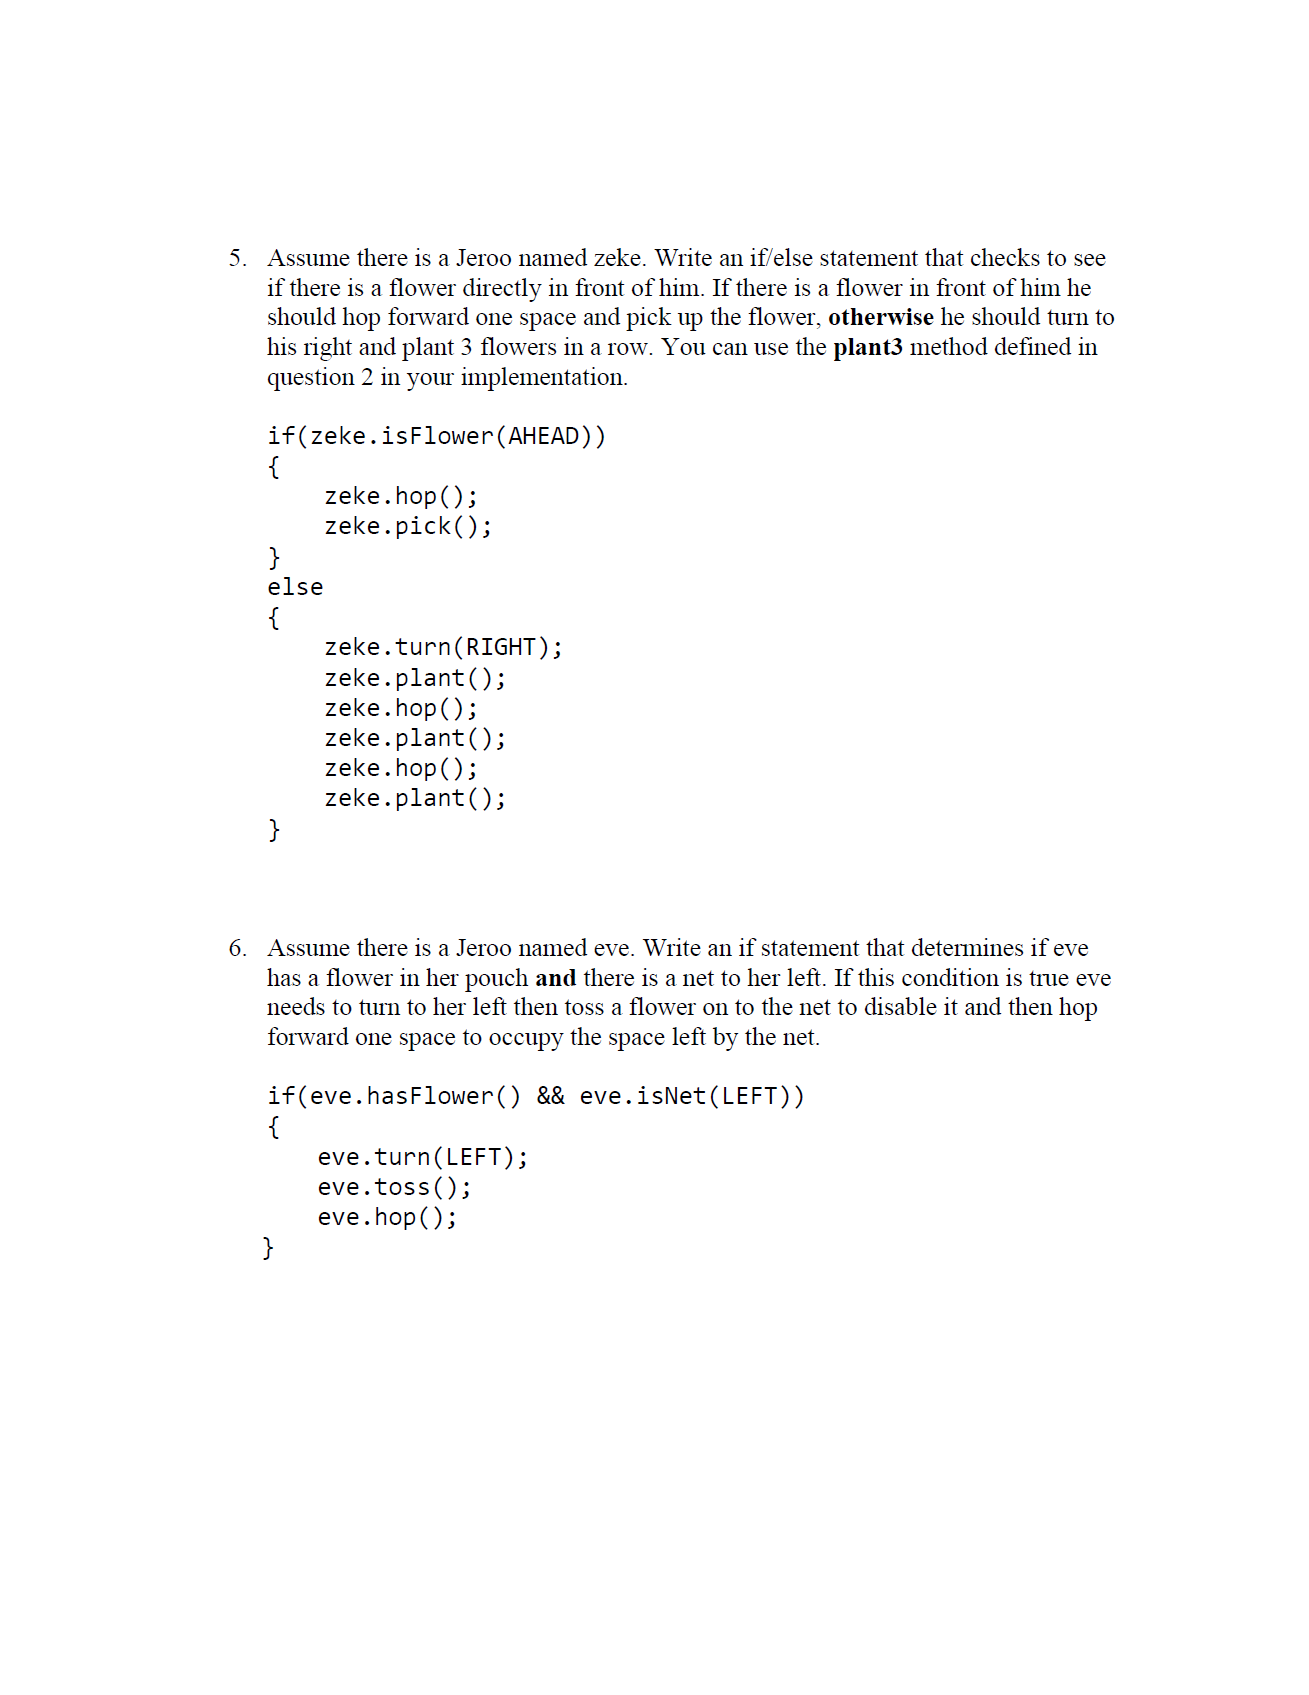 5. Assume there is a Jeroo named zeke. Write an if/else statement that checks to see
if there is a flower directly in front of him. If there is a flower in front of him he
should hop forward one space and pick up the flower, otherwise he should turn to
his right and plant 3 flowers in a row. You can use the plant3 method defined in
question 2 in your implementation.
if(zeke.isFlower(AHEAD))
{
zeke.hop();
zeke.pick();
}
else
{
zeke.turn(RIGHT);
zeke.plant();
zeke.hop();
zeke.plant();
zeke.hop();
zeke.plant();
}
6. Assume there is a Jeroo named eve. Write an if statement that determines if eve
has a flower in her pouch and there is a net to her left. If this condition is true eve
needs to turn to her left then toss a flower on to the net to disable it and then hop
forward one space to occupy the space left by the net.
if(eve.hasFlower() && eve.isNet(LEFT))
{
eve.turn(LEFT);
eve.toss();
eve.hop();
}